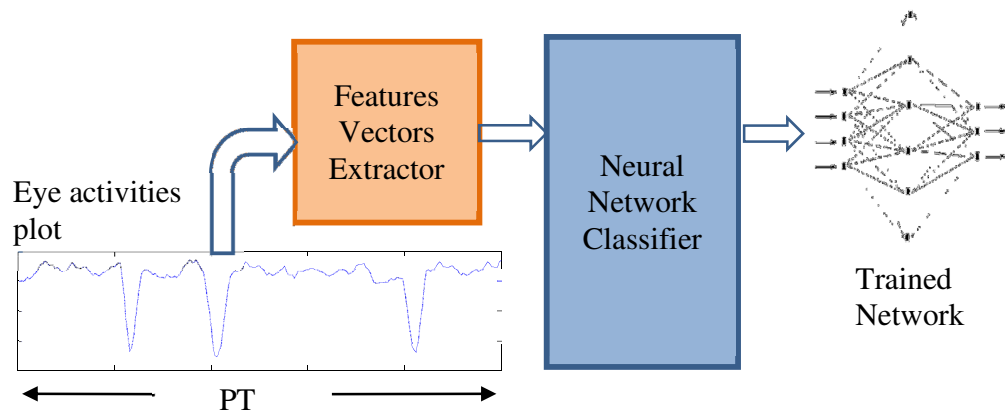 Features
Vectors
Extractor
Neural
Network
Classifier
Eye activities
plot
Trained
Network
PT